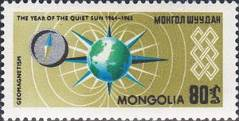 THE YEAR OF THE QUIET SUN 1964-1965
МОНГОЛ ШУУДАН
GEOMAGNETISM
MONGOLIA 80